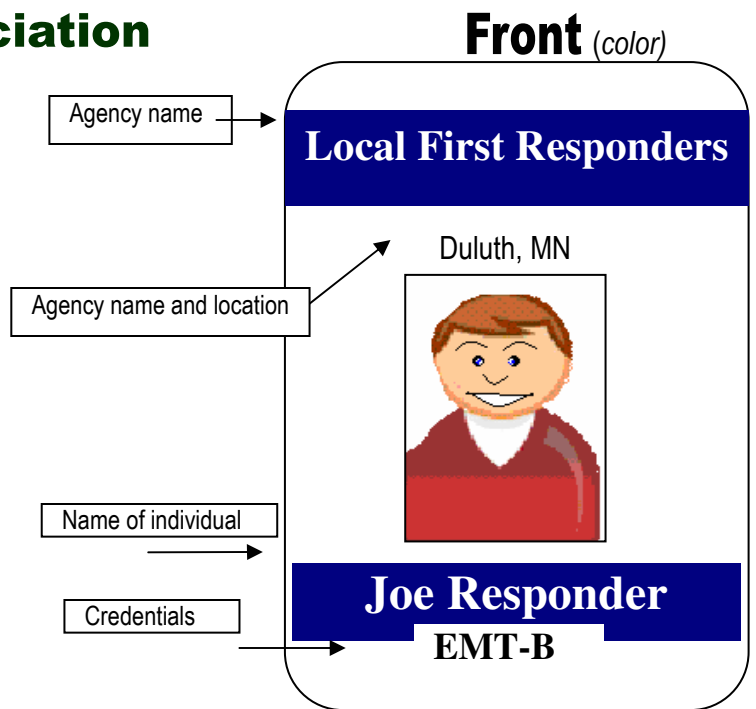 Front (color)
Agency name
Local First Responders
Duluth, MN
Agency name and location
Name of individual
Joe Responder
Credentials
EMT-B